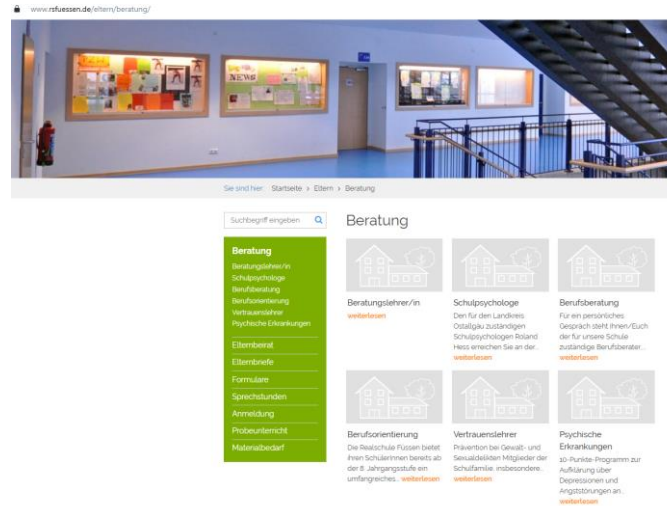 www.rsfuessen.de/eltern/beratung/
NEWS
Sie sind hier: Startseite > Eltern > Beratung
Suchbegriff eingeben
Beratung
Beratung
Beratungslehrer/in
Schulpsychologe
Berufsberatung
Berufsorientierung
Vertrauenslehrer
Psychische Erkrankungen
Elternbeirat
Elternbriefe
Formulare
Sprechstunden
Anmeldung
Probeunterricht
Materialbedarf
Beratungslehrer/in
weiterlesen
Schulpsychologe
Den für den Landkreis
Ostallgäu zuständigen
Schulpsychologen Roland
Hess erreichen Sie an der...
weiterlesen
Berufsberatung
Für ein persönliches
Gespräch steht Ihnen/Euch
der für unsere Schule
zuständige Berufsberater...
weiterlesen
Berufsorientierung
Die Realschule Füssen bietet
ihren Schülerinnen bereits ab
der 8. Jahrgangsstufe ein
umfangreiches... weiterlesen
Vertrauenslehrer
Prävention bei Gewalt- und
Sexualdelikten Mitglieder der
Schulfamilie, insbesondere...
weiterlesen
Psychische
Erkrankungen
10-Punkte-Programm zur
Aufklärung über
Depressionen und
Angststörungen an...
weiterlesen